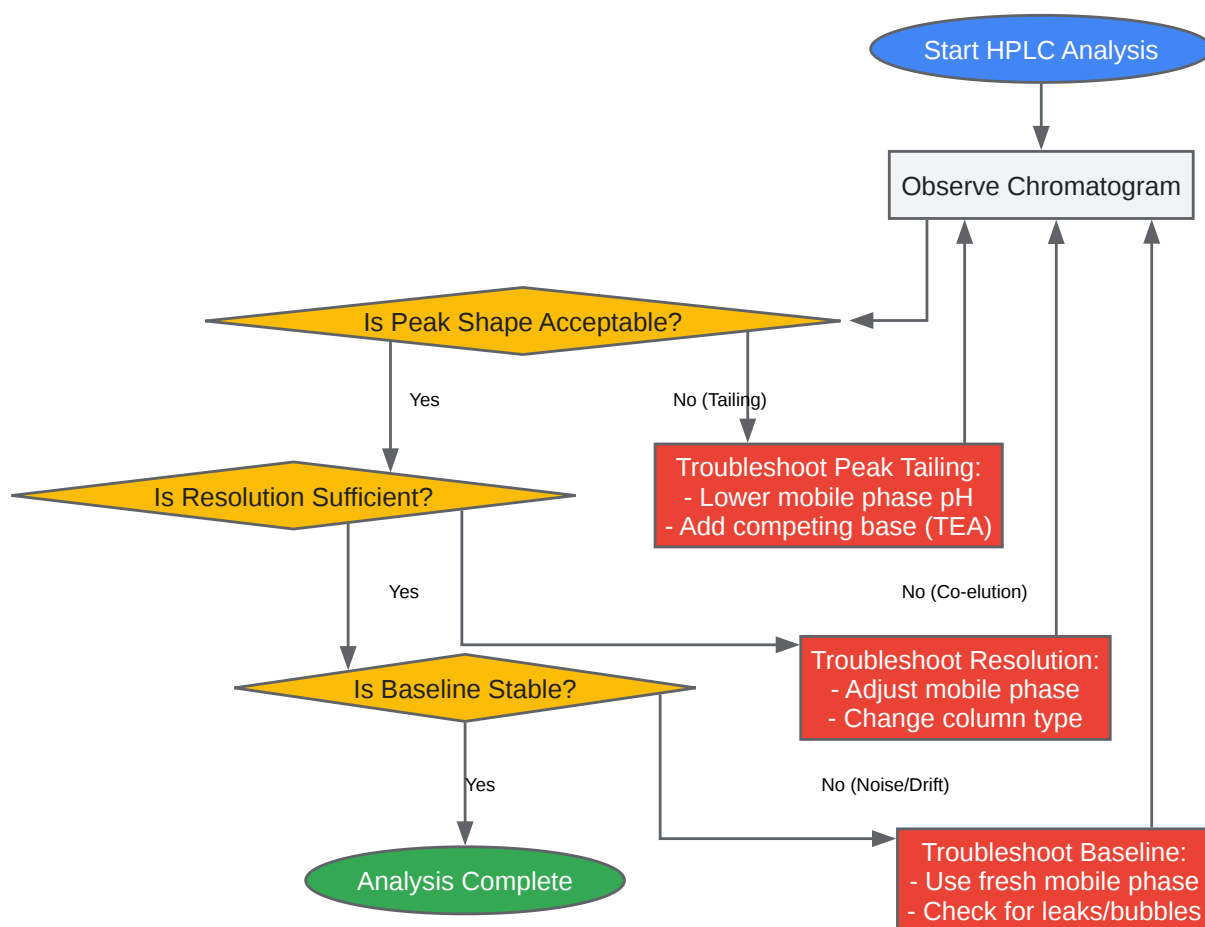 Start HPLC Analysis
Observe Chromatogram
Is Peak Shape Acceptable?
Yes
No (Tailing)
Troubleshoot Peak Tailing:
- Lower mobile phase pH
- Add competing base (TEA)
Is Resolution Sufficient?
Yes
No (Co-elution)
Troubleshoot Resolution:
- Adjust mobile phase
- Change column type
Is Baseline Stable?
Yes
No (Noise/Drift)
Troubleshoot Baseline:
- Use fresh mobile phase
- Check for leaks/bubbles
Analysis Complete